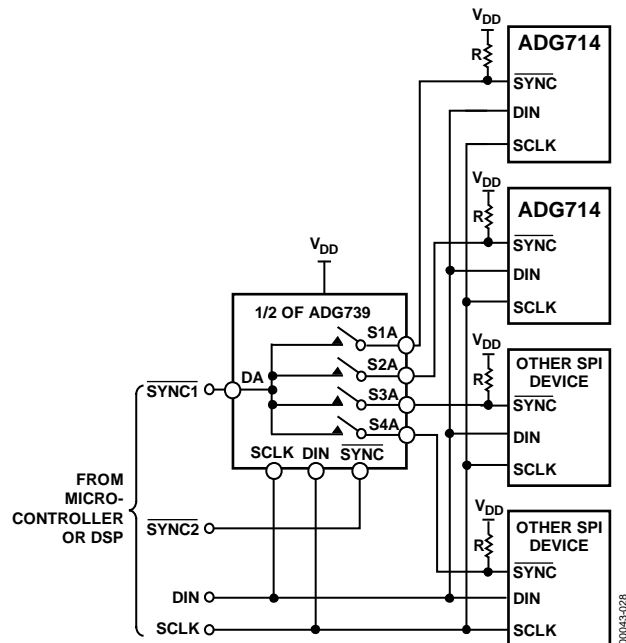 VDD
R
ADG714
SYNC
DIN
SCLK
VDD
R
ADG714
SYNC
DIN
SCLK
VDD
1/2 OF ADG739
S1A
S2A
S3A
S4A
DA
SCLK DIN SYNC
VDD
R
OTHER SPI
DEVICE
SYNC
DIN
SCLK
VDD
R
OTHER SPI
DEVICE
SYNC
DIN
SCLK
FROM
MICRO-
CONTROLLER
OR DSP
SYNC1
SYNC2
DIN
SCLK
00043-028